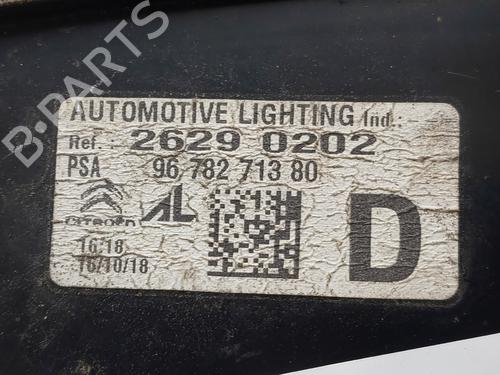 B-PARTS
AUTOMOTIVE LIGHTING Ind.:
Ref.: 2629 0202
PSA 96 782 713 80
CITROËN AL D
16:18
16/10/18